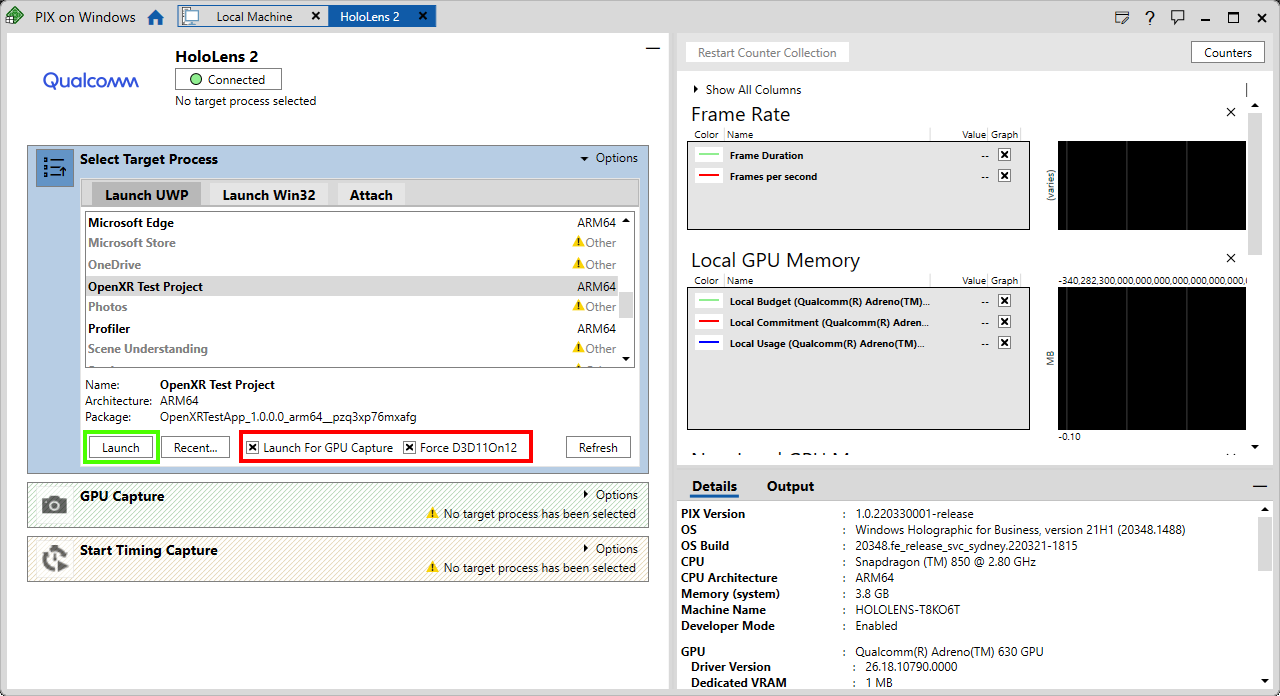 PIX on Windows
Local Machine
HoloLens 2
Qualcomm
HoloLens 2
Connected
No target process selected
Select Target Process
Options
Launch UWP
Launch Win32
Attach
Microsoft Edge ARM64
Microsoft Store Other
OneDrive Other
OpenXR Test Project ARM64
Photos Other
Profiler ARM64
Scene Understanding Other
Name: OpenXR Test Project
Architecture: ARM64
Package: OpenXRTestApp_1.0.0.0_arm64__pzq3xp76mxafg
Launch
Recent...
Launch For GPU Capture
Force D3D11On12
Refresh
GPU Capture
Options
No target process has been selected
Start Timing Capture
Options
No target process has been selected
Restart Counter Collection
Counters
Show All Columns
Frame Rate
Color Name Value Graph
Frame Duration --
Frames per second --
(varies)
Local GPU Memory
Color Name Value Graph
-340,282,300,000,000,000,000,000,000,
Local Budget (Qualcomm(R) Adreno(TM)... --
Local Commitment (Qualcomm(R) Adren... --
Local Usage (Qualcomm(R) Adreno(TM)... --
MB
-0.10
Details
Output
PIX Version : 1.0.220330001-release
OS : Windows Holographic for Business, version 21H1 (20348.1488)
OS Build : 20348.fe_release_svc_sydney.220321-1815
CPU : Snapdragon (TM) 850 @ 2.80 GHz
CPU Architecture : ARM64
Memory (system) : 3.8 GB
Machine Name : HOLOLENS-T8KO6T
Developer Mode : Enabled
GPU : Qualcomm(R) Adreno(TM) 630 GPU
Driver Version : 26.18.10790.0000
Dedicated VRAM : 1 MB